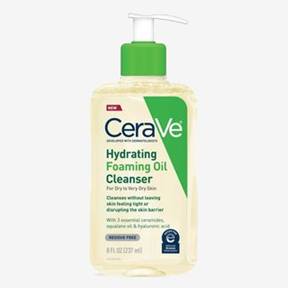 NEW
CeraVe
DEVELOPED WITH DERMATOLOGISTS
Hydrating
Foaming Oil
Cleanser
For Dry to Very Dry Skin
Cleanses without leaving
skin feeling tight or
disrupting the skin barrier
With 3 essential ceramides,
squalane oil & hyaluronic acid
RESIDUE FREE
8 FL OZ (237 ml)